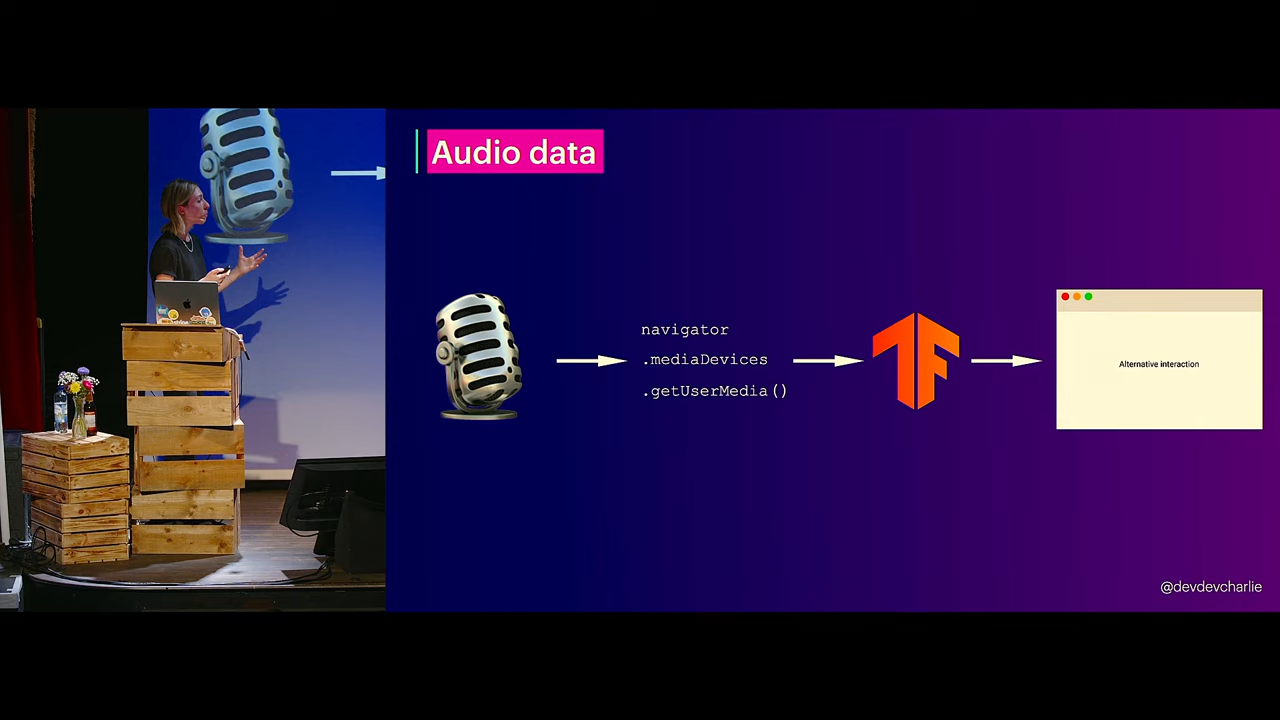 Audio data
navigator
.mediaDevices
.getUserMedia()
Alternative interaction
@devdevcharlie